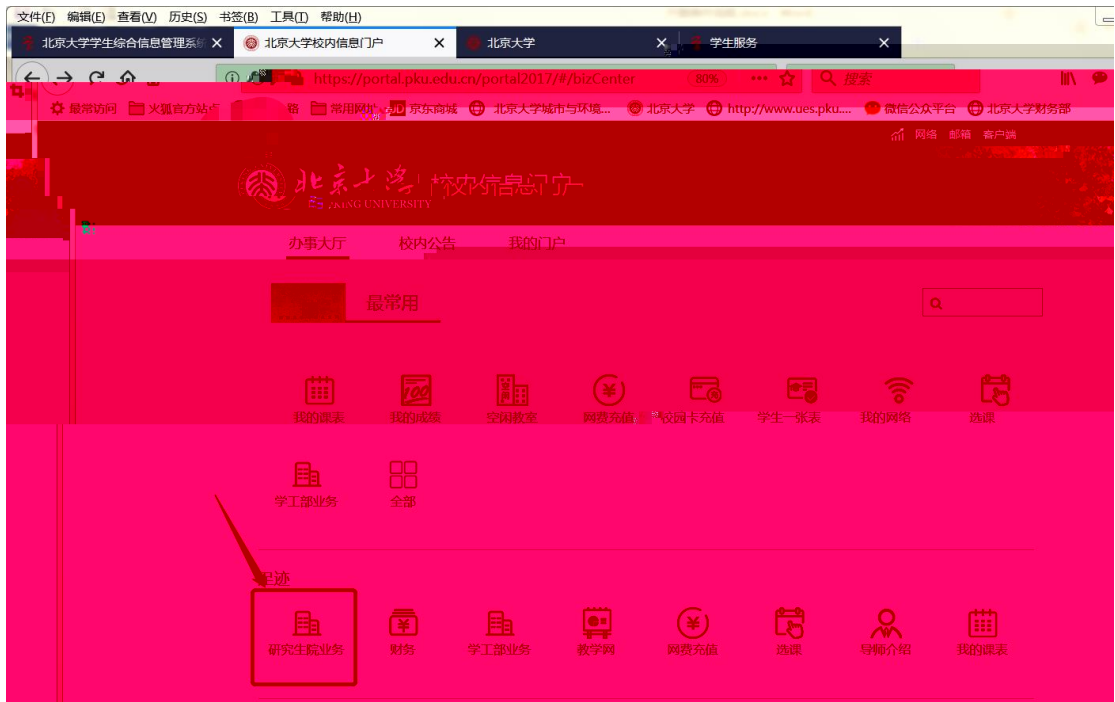 文件(F) 编辑(E) 查看(V) 历史(S) 书签(B) 工具(T) 帮助(H)
北京大学学生综合信息管理系统 北京大学校内信息门户 北京大学 学生服务
https://portal.pku.edu.cn/portal2017/#/bizCenter 80% 搜索
最常访问 火狐官方站点 常用网址 JD 京东商城 北京大学城市与环境... 北京大学 http://www.ues.pku.... 微信公众平台 北京大学财务部
网络 邮箱 客户端
北京大学 校内信息门户
UNIVERSITY
办事大厅 校内公告 我的门户
最常用
我的课表 我的成绩 空闲教室 网费充值 校园卡充值 学生一张表 我的网络 选课
学工部业务 全部
足迹
研究生院业务 财务 学工部业务 教学网 网费充值 选课 导师介绍 我的课表